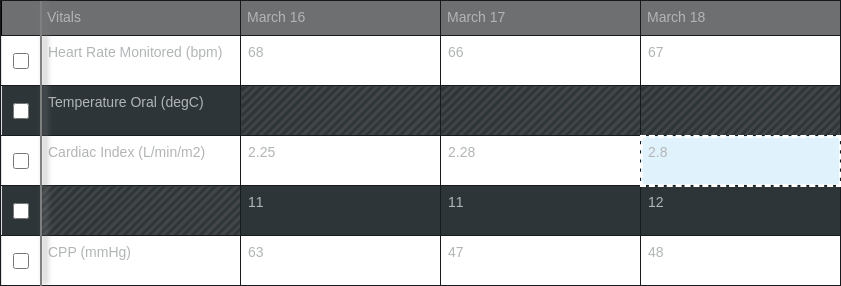 Vitals March 16 March 17 March 18
Heart Rate Monitored (bpm) 68 66 67
Temperature Oral (degC)
Cardiac Index (L/min/m2) 2.25 2.28 2.8
11 11 12
CPP (mmHg) 63 47 48